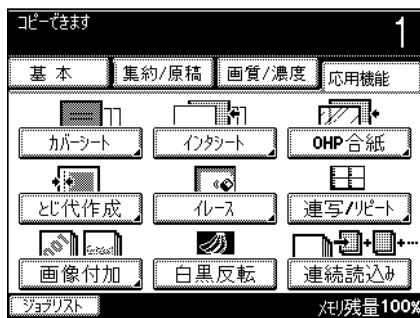 コピーできます
1
基本 集約/原稿 画質/濃度 応用機能
カバーシート インタシート OHP合紙
とじ代作成 イレース 連写/リピート
画像付加 白黒反転 連続読込み
ジョブリスト メモリ残量100%